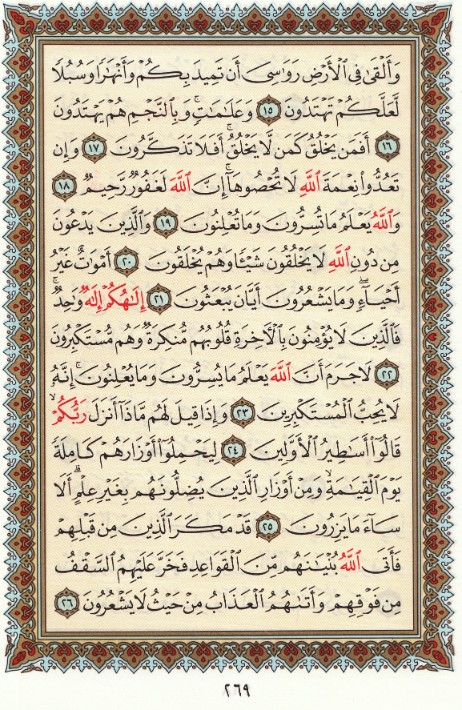 وَأَلْقَىٰ فِي ٱلْأَرْضِ رَوَٰسِيَ أَن تَمِيدَ بِكُمْ وَأَنْهَٰرًا وَسُبُلًا
لَّعَلَّكُمْ تَهْتَدُونَ ١٥ وَعَلَٰمَٰتٍۚ وَبِٱلنَّجْمِ هُمْ يَهْتَدُونَ
١٦ أَفَمَن يَخْلُقُ كَمَن لَّا يَخْلُقُۗ أَفَلَا تَذَكَّرُونَ ١٧ وَإِن
تَعُدُّوا۟ نِعْمَةَ ٱللَّهِ لَا تُحْصُوهَآۗ إِنَّ ٱللَّهَ لَغَفُورٌ رَّحِيمٌ ١٨
وَٱللَّهُ يَعْلَمُ مَا تُسِرُّونَ وَمَا تُعْلِنُونَ ١٩ وَٱلَّذِينَ يَدْعُونَ
مِن دُونِ ٱللَّهِ لَا يَخْلُقُونَ شَيْـًٔا وَهُمْ يُخْلَقُونَ ٢٠ أَمْوَٰتٌ غَيْرُ
أَحْيَآءٍۖ وَمَا يَشْعُرُونَ أَيَّانَ يُبْعَثُونَ ٢١ إِلَٰهُكُمْ إِلَٰهٌ وَٰحِدٌۚ
فَٱلَّذِينَ لَا يُؤْمِنُونَ بِٱلْـَٔاخِرَةِ قُلُوبُهُم مُّنكِرَةٌ وَهُم مُّسْتَكْبِرُونَ
٢٢ لَا جَرَمَ أَنَّ ٱللَّهَ يَعْلَمُ مَا يُسِرُّونَ وَمَا يُعْلِنُونَۚ إِنَّهُۥ
لَا يُحِبُّ ٱلْمُسْتَكْبِرِينَ ٢٣ وَإِذَا قِيلَ لَهُم مَّاذَآ أَنزَلَ رَبُّكُمْۙ
قَالُوٓا۟ أَسَٰطِيرُ ٱلْأَوَّلِينَ ٢٤ لِيَحْمِلُوٓا۟ أَوْزَارَهُمْ كَامِلَةً
يَوْمَ ٱلْقِيَٰمَةِۙ وَمِنْ أَوْزَارِ ٱلَّذِينَ يُضِلُّونَهُم بِغَيْرِ عِلْمٍۗ أَلَا
سَآءَ مَا يَزِرُونَ ٢٥ قَدْ مَكَرَ ٱلَّذِينَ مِن قَبْلِهِمْ
فَأَتَى ٱللَّهُ بُنْيَٰنَهُم مِّنَ ٱلْقَوَاعِدِ فَخَرَّ عَلَيْهِمُ ٱلسَّقْفُ
مِن فَوْقِهِمْ وَأَتَىٰهُمُ ٱلْعَذَابُ مِنْ حَيْثُ لَا يَشْعُرُونَ ٢٦
٢٦٩